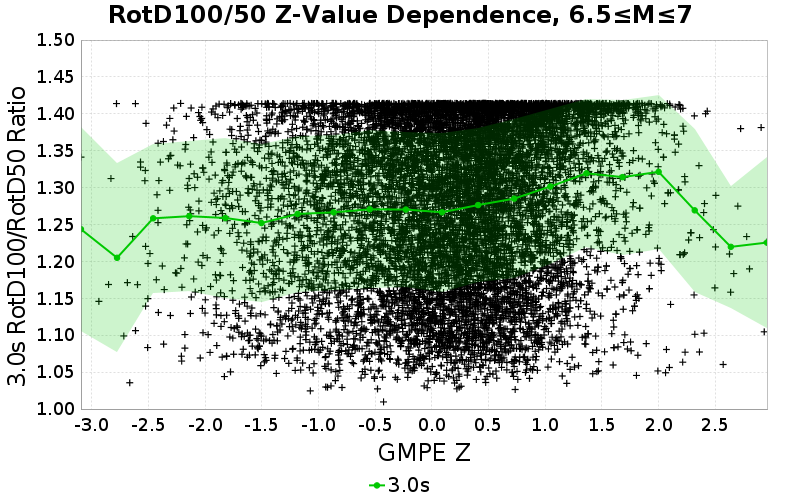 RotD100/50 Z-Value Dependence, 6.5≤M≤7
3.0s RotD100/RotD50 Ratio
1.50
1.45
1.40
1.35
1.30
1.25
1.20
1.15
1.10
1.05
1.00
-3.0 -2.5 -2.0 -1.5 -1.0 -0.5 0.0 0.5 1.0 1.5 2.0 2.5
GMPE Z
3.0s